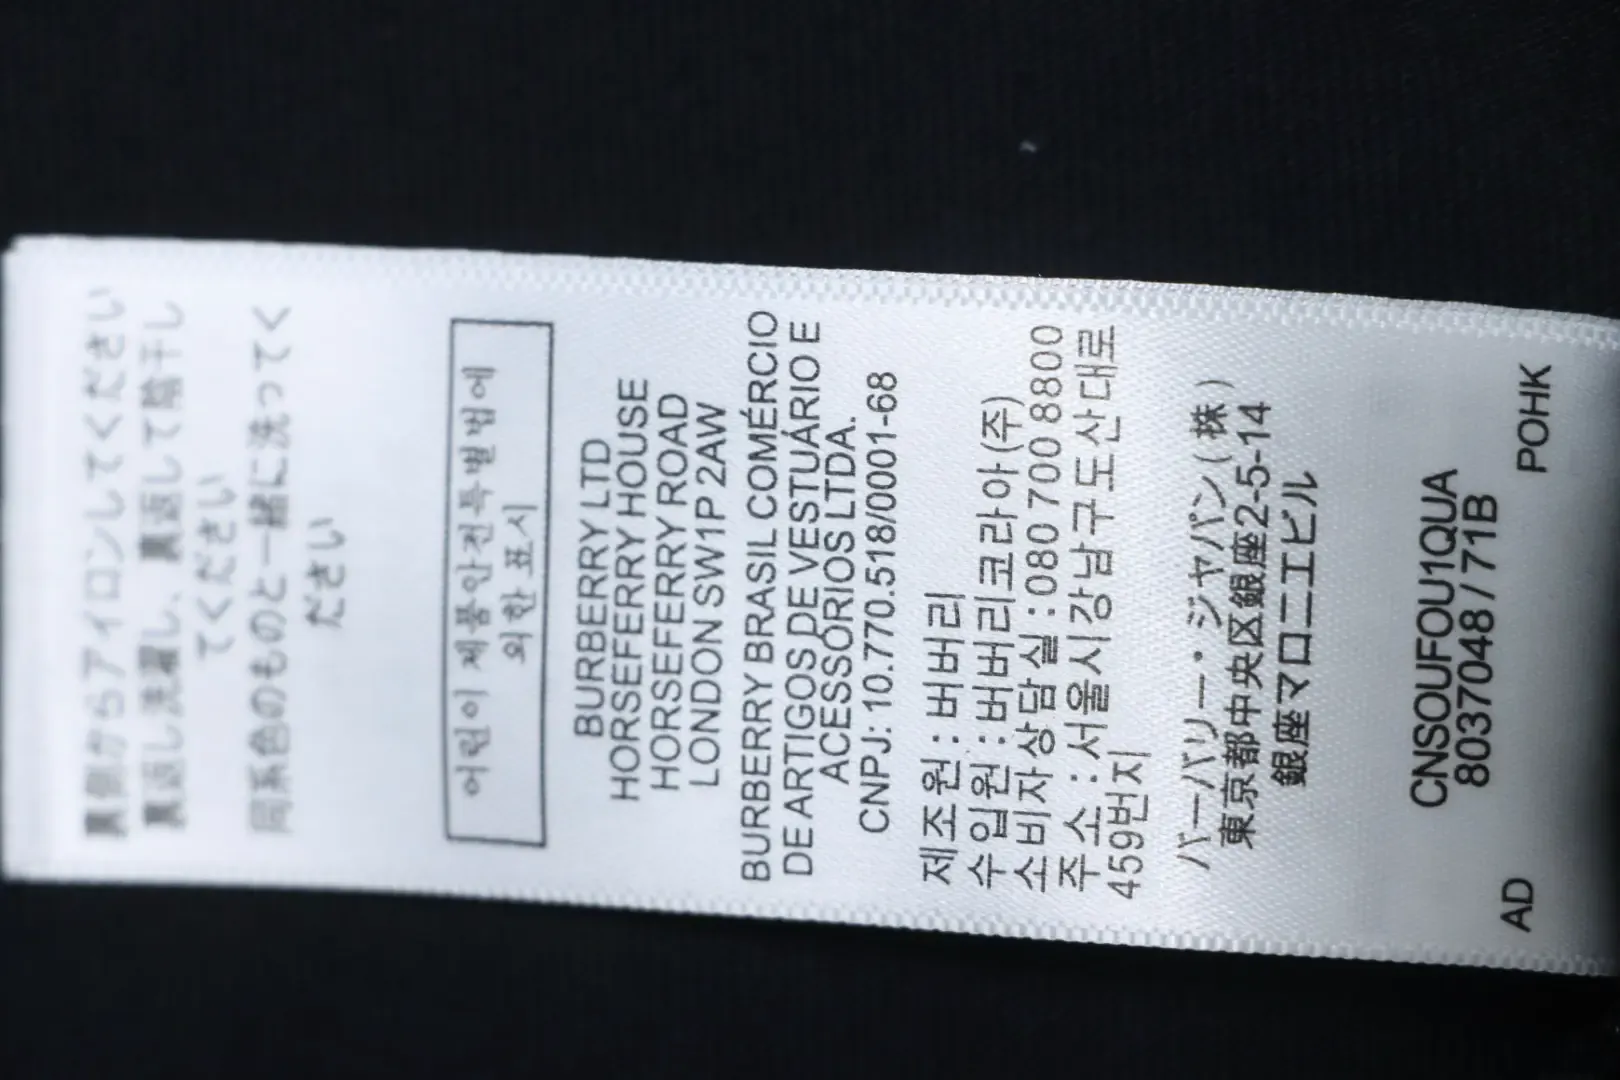 裏側からアイロンしてください
裏返し洗濯し、裏返して陰干し
てください
同系色のものと一緒に洗ってく
ださい
어린이제품안전특별법에
의한표시
BURBERRY LTD
HORSEFERRY HOUSE
HORSEFERRY ROAD
LONDON SW1P 2AW
BURBERRY BRASIL COMÉRCIO
DE ARTIGOS DE VESTUÁRIO E
ACESSÓRIOS LTDA.
CNPJ: 10.770.518/0001-68
제조원 : 버버리
수입원 : 버버리코리아(주)
소비자상담실 : 080 700 8800
주소 : 서울시강남구도산대로
459번지
バーバリー・ジャパン(株)
東京都中央区銀座2-5-14
銀座マロニエビル
CNSOUFOU1QUA
8037048 / 71B
AD POHK